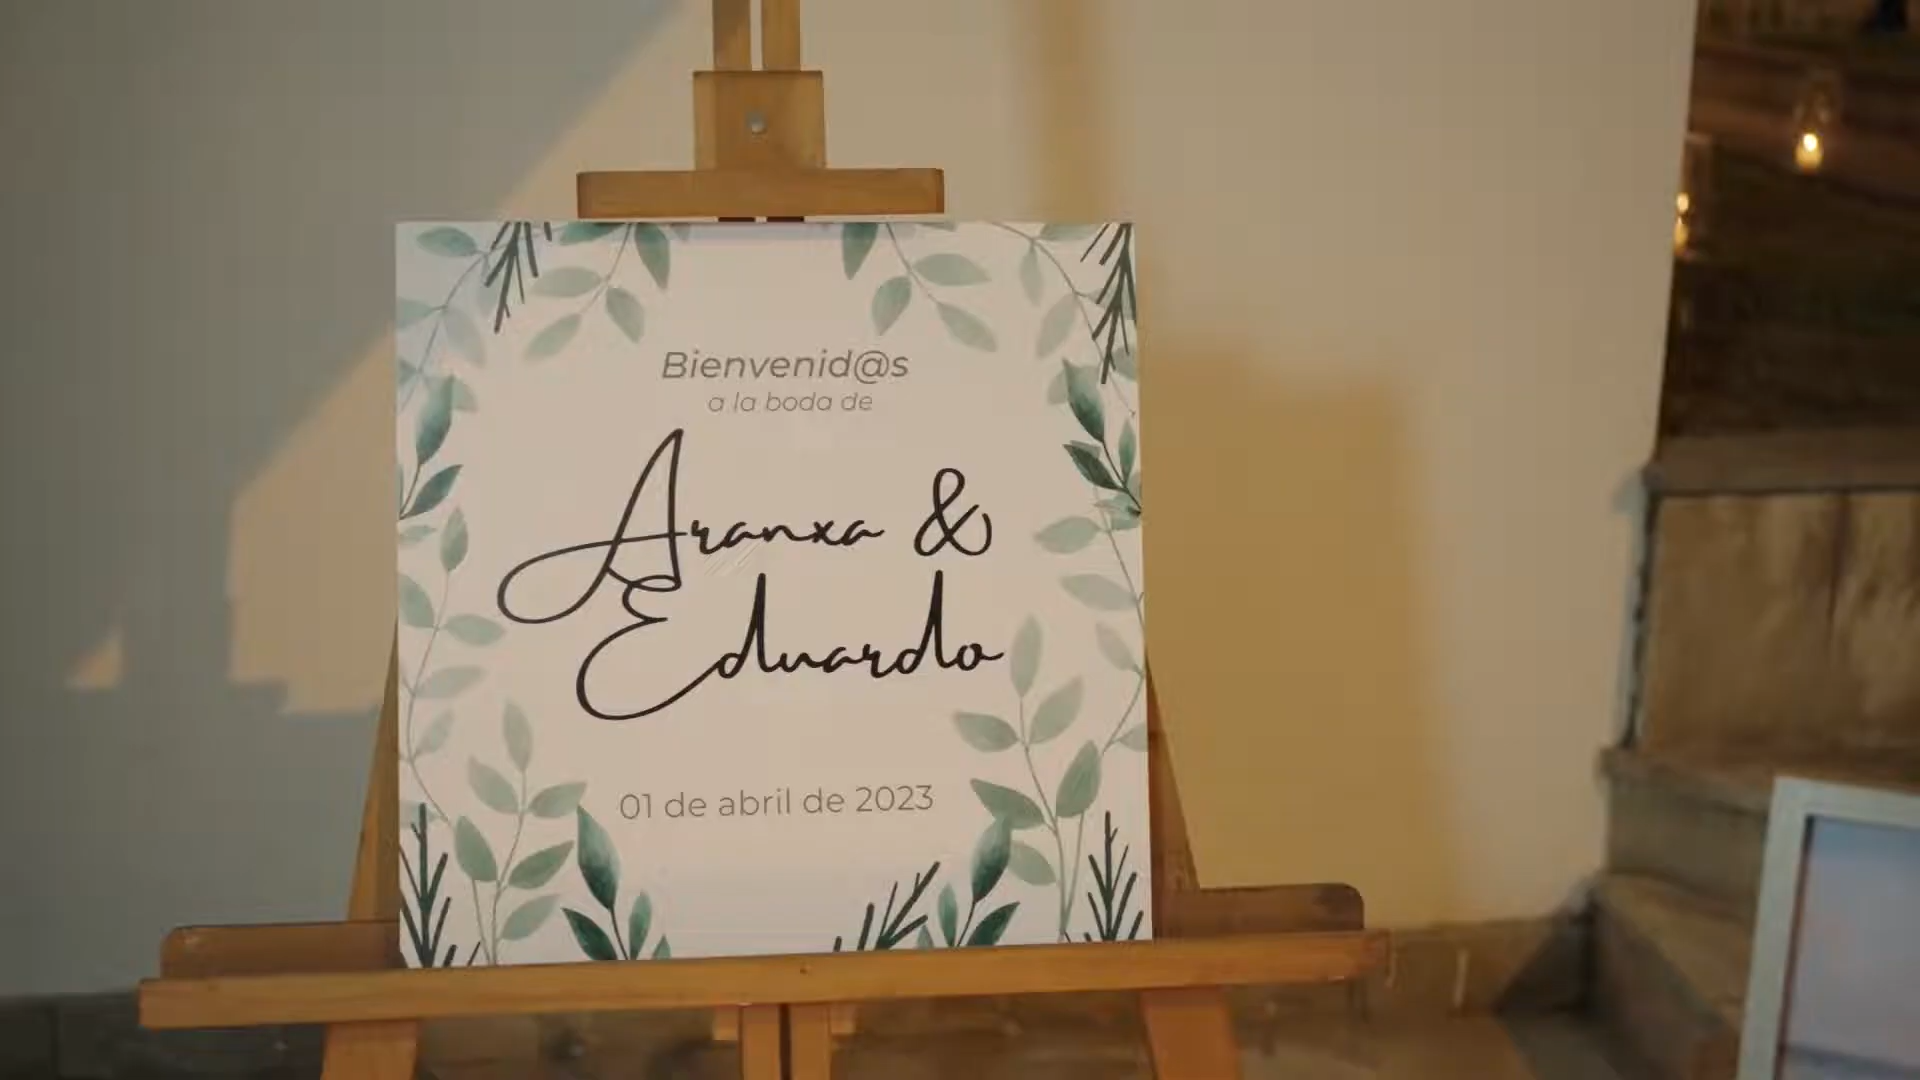 Bienvenid@s
a la boda de
Aranxa &
Eduardo
01 de abril de 2023